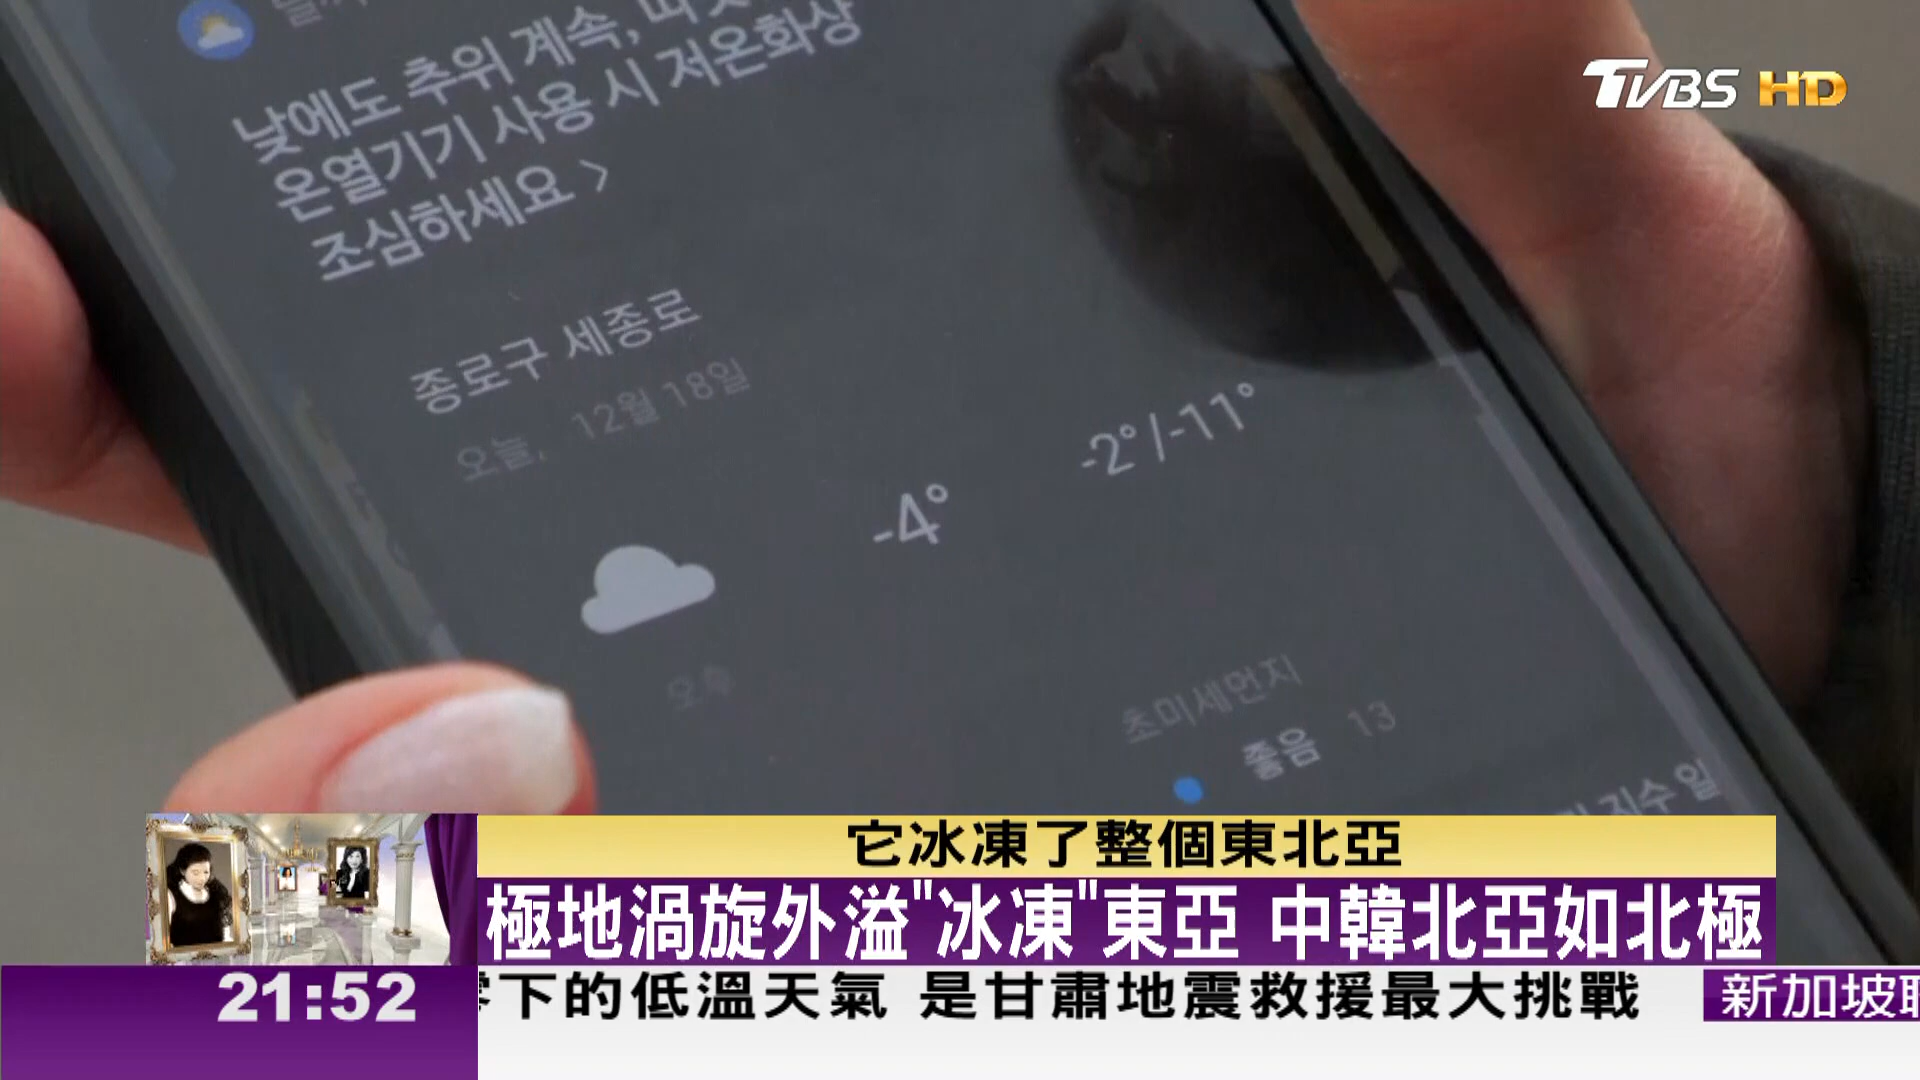 TVBS HD
낮에도 추위 계속,
온열기기 사용 시 저온화상
조심하세요 >
종로구 세종로
오늘, 12월 18일
-4°
-2°/-11°
오후
초미세먼지
좋음 13
지수 일
它冰凍了整個東北亞
極地渦旋外溢"冰凍"東亞 中韓北亞如北極
21:52
下的低溫天氣 是甘肅地震救援最大挑戰
新加坡